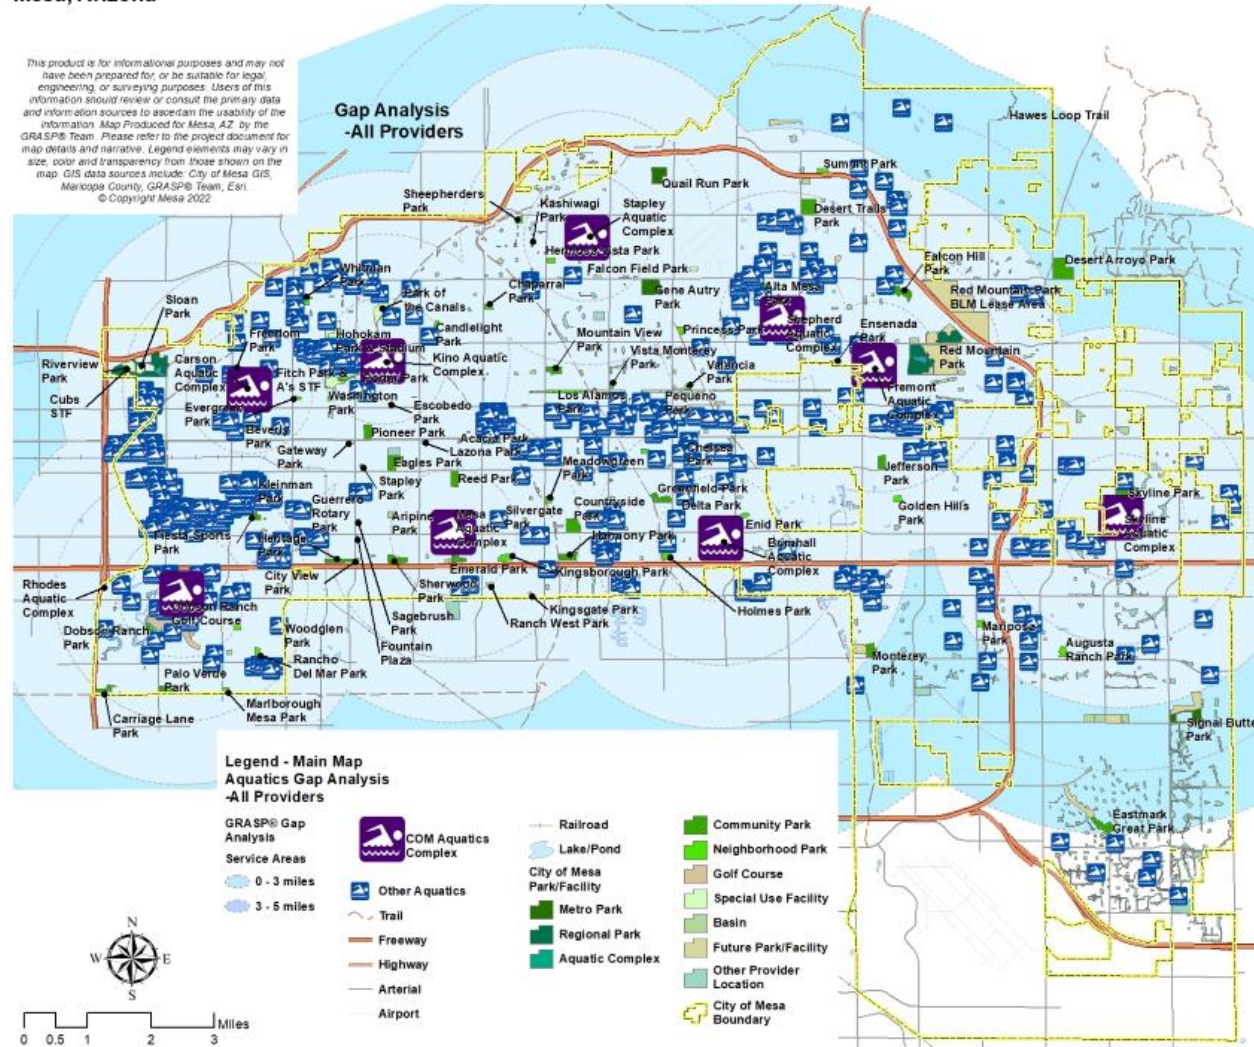 Mesa, Arizona
This product is for informational purposes and may not
have been prepared for, or be suitable for legal,
engineering, or surveying purposes. Users of this
information should review or consult the primary data
and information sources to ascertain the usability of the
information. Map Produced for Mesa, AZ by the
GRASP® Team. Please refer to the project document for
map details and narrative. Legend elements may vary in
size, color and transparency from those shown on the
map. GIS data sources include: City of Mesa GIS,
Maricopa County, GRASP® Team, Esri.
© Copyright Mesa 2022
Gap Analysis
-All Providers
Hawes Loop Trail
Summit Park
Quail Run Park
Sheepherders
Park
Kashiwagi
Park
Stapley
Aquatic
Complex
Desert Trails
Park
Hermosa Vista Park
Falcon Field Park
Falcon Hill
Park
Desert Arroyo Park
Whitman
Park
Park of
the Canals
Chaparral
Park
Gene Autry
Park
Alta Mesa
Park
Red Mountain Park
BLM Lease Area
Sloan
Park
Freedom
Park
Hohokam
Park & Stadium
Candlelight
Park
Mountain View
Park
Princess Park
Shepherd
Aquatic
Complex
Ensenada
Park
Riverview
Park
Carson
Aquatic
Complex
Fitch Park &
A's STF
Kino Aquatic
Complex
Vista Monterey
Park
Valencia
Park
Red Mountain
Park
Cubs
STF
Evergreen
Park
Washington
Park
Escobedo
Park
Los Alamos
Park
Pequeno
Park
Fremont
Aquatic
Complex
Beverly
Park
Pioneer Park
Gateway
Park
Acacia Park
Lazona Park
Chelsea
Park
Eagles Park
Meadowgreen
Park
Jefferson
Park
Kleinman
Park
Stapley
Park
Reed Park
Greenfield Park
Skyline Park
Guerrero
Rotary
Park
Aripine
Park
Mesa
Aquatic
Complex
Silvergate
Park
Countryside
Park
Delta Park
Golden Hills
Park
Fiesta Sports
Park
Heritage
Park
Harmony Park
Enid Park
Brimhall
Aquatic
Complex
Skyline
Aquatic
Complex
Rhodes
Aquatic
Complex
City View
Park
Sherwood
Park
Emerald Park
Kingsborough Park
Holmes Park
Dobson Ranch
Golf Course
Kingsgate Park
Dobson Ranch
Park
Woodglen
Park
Sagebrush
Park
Ranch West Park
Fountain
Plaza
Mariposa
Park
Augusta
Ranch Park
Monterey
Park
Palo Verde
Park
Rancho
Del Mar Park
Carriage Lane
Park
Marlborough
Mesa Park
Signal Butte
Park
Eastmark
Great Park
Legend - Main Map
Aquatics Gap Analysis
-All Providers
GRASP® Gap
Analysis
Service Areas
0 - 3 miles
3 - 5 miles
COM Aquatics
Complex
Other Aquatics
Trail
Freeway
Highway
Arterial
Airport
Railroad
Lake/Pond
City of Mesa
Park/Facility
Metro Park
Regional Park
Aquatic Complex
Community Park
Neighborhood Park
Golf Course
Special Use Facility
Basin
Future Park/Facility
Other Provider
Location
City of Mesa
Boundary
N
W E
S
0 0.5 1 2 3 Miles